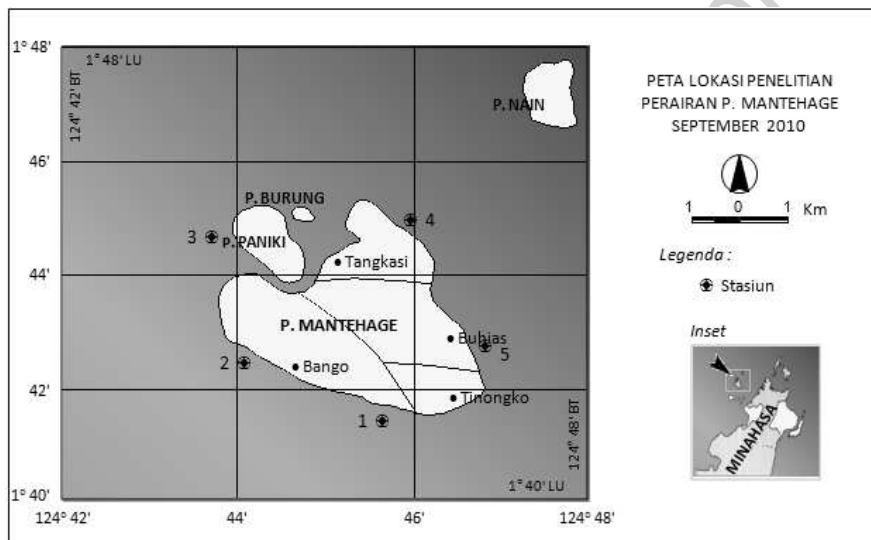 1° 48'
1° 48' LU
124° 42' BT
P. NAIN
46'
P. BURUNG
4
3
P. PANIKI
Tangkasi
44'
P. MANTEHAGE
Buhias
5
2
Bango
42'
Tinongko
1
124° 48' BT
1° 40' LU
1° 40'
124° 42'
44'
46'
124° 48'
PETA LOKASI PENELITIAN
PERAIRAN P. MANTEHAGE
SEPTEMBER 2010
1 0 1 Km
Legenda :
Stasiun
Inset
MINAHASA